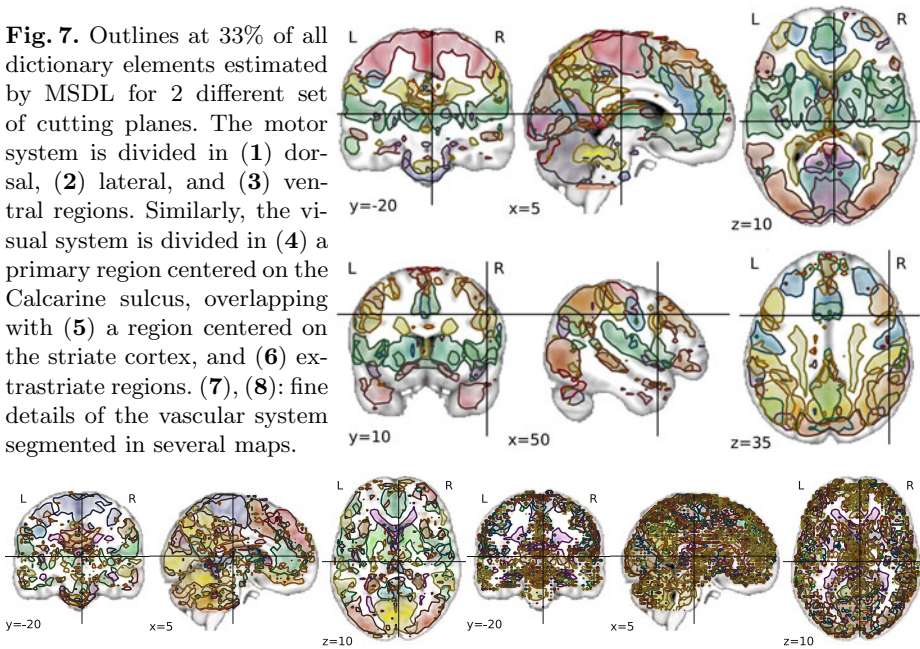 Fig. 7. Outlines at 33% of all
dictionary elements estimated
by MSDL for 2 different set
of cutting planes. The motor
system is divided in (1) dor-
sal, (2) lateral, and (3) ven-
tral regions. Similarly, the vi-
sual system is divided in (4) a
primary region centered on the
Calcarine sulcus, overlapping
with (5) a region centered on
the striate cortex, and (6) ex-
trastriate regions. (7), (8): fine
details of the vascular system
segmented in several maps.
L R L R
y=-20 x=5 z=10
L R L R
y=10 x=50 z=35
L R L R L R L R
y=-20 x=5 z=10 y=-20 x=5 z=10